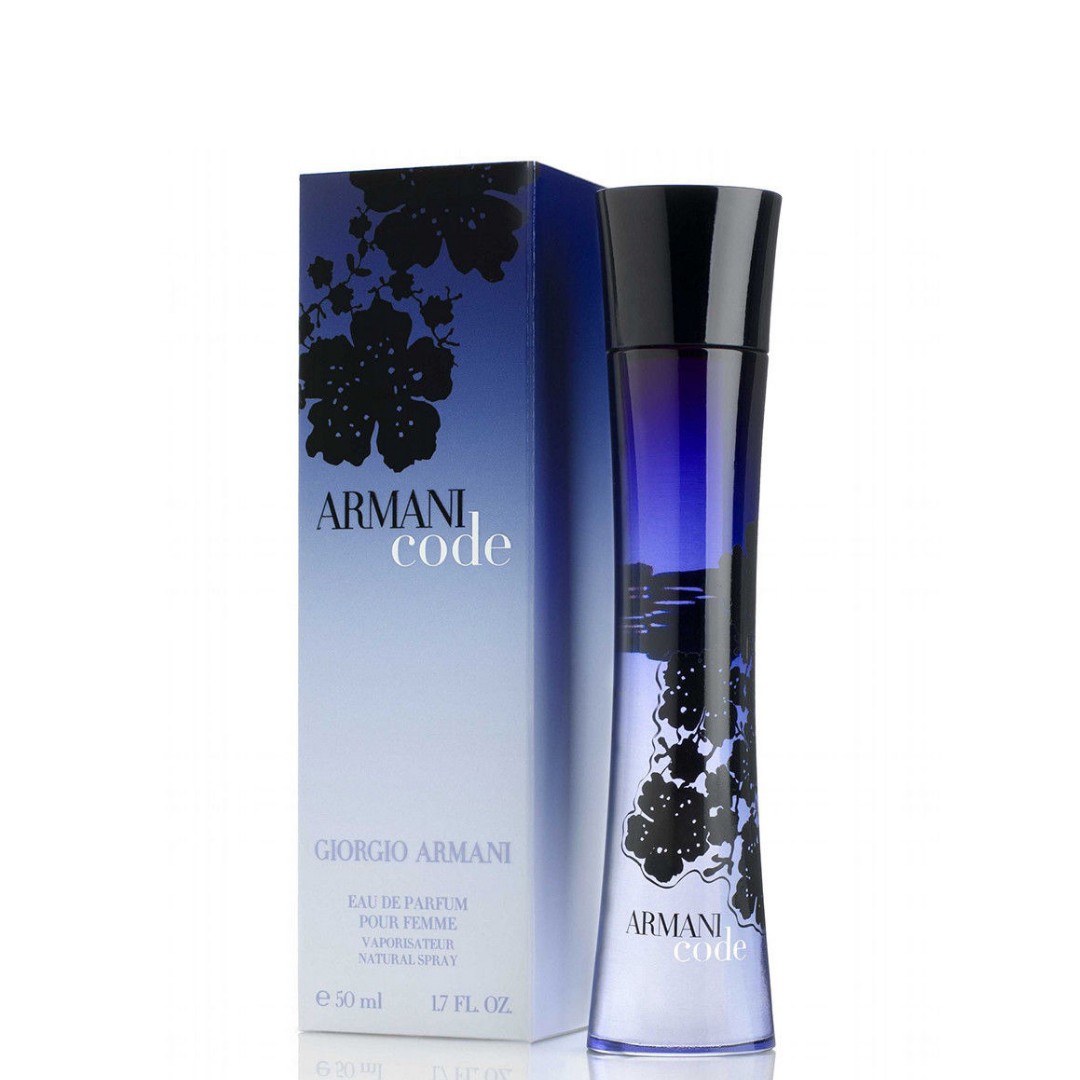 ARMANI
code
GIORGIO ARMANI
EAU DE PARFUM
POUR FEMME
VAPORISATEUR
NATURAL SPRAY
e 50 ml 1.7 FL. OZ.
ARMANI
code